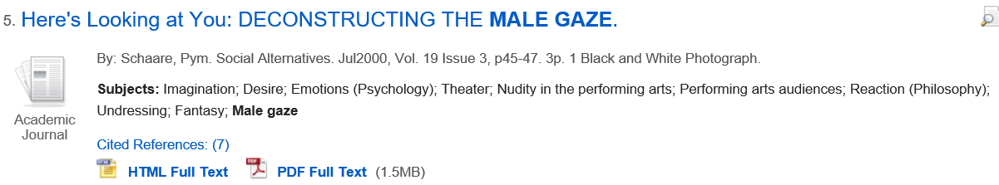 5. Here's Looking at You: DECONSTRUCTING THE MALE GAZE.
By: Schaare, Pym. Social Alternatives. Jul2000, Vol. 19 Issue 3, p45-47. 3p. 1 Black and White Photograph.
Subjects: Imagination; Desire; Emotions (Psychology); Theater; Nudity in the performing arts; Performing arts audiences; Reaction (Philosophy);
Undressing; Fantasy; Male gaze
Academic
Journal
Cited References: (7)
HTML Full Text PDF Full Text (1.5MB)